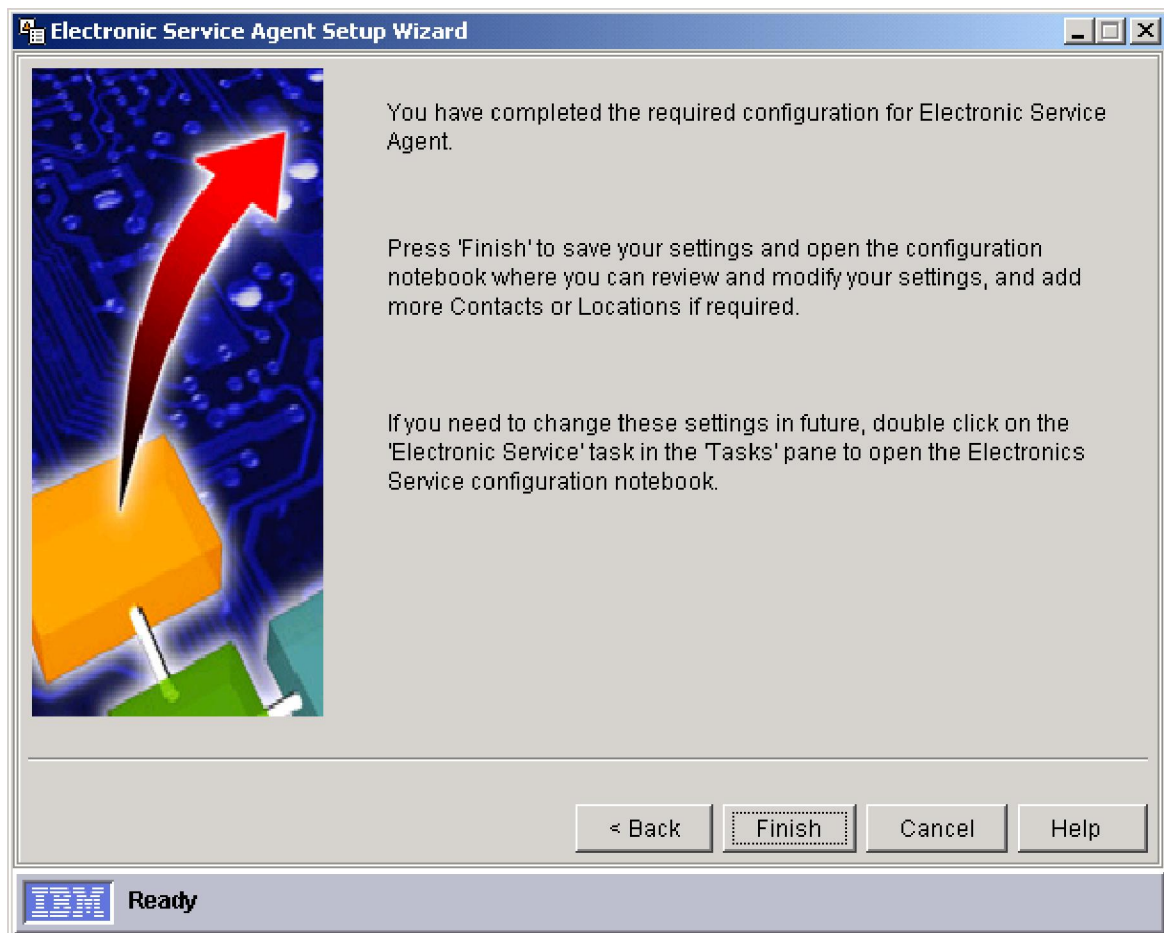 Electronic Service Agent Setup Wizard
You have completed the required configuration for Electronic Service
Agent.
Press 'Finish' to save your settings and open the configuration
notebook where you can review and modify your settings, and add
more Contacts or Locations if required.
If you need to change these settings in future, double click on the
'Electronic Service' task in the 'Tasks' pane to open the Electronics
Service configuration notebook.
< Back
Finish
Cancel
Help
IBM
Ready